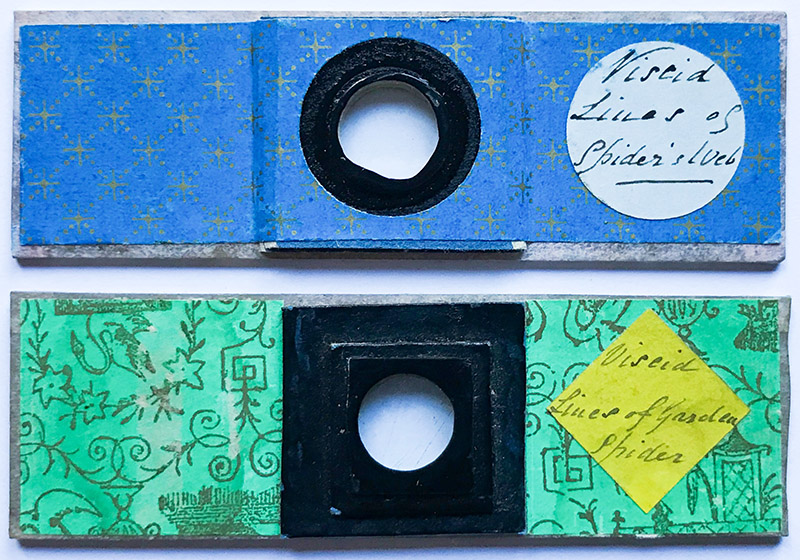 Viscid
Lines of
Spider's Web
Viscid
Lines of Garden
Spider